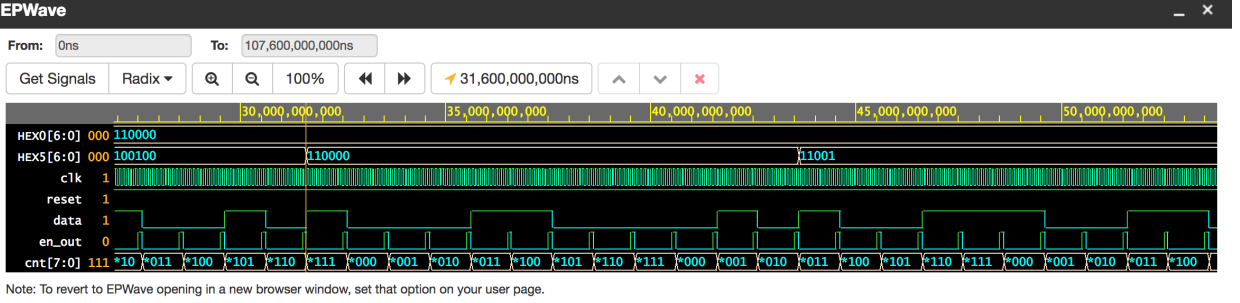 EPWave
From: 0ns To: 107,600,000,000ns
Get Signals Radix 100% 31,600,000,000ns
30,000,000,000 35,000,000,000 40,000,000,000 45,000,000,000 50,000,000,000
HEX0[6:0] 000 110000
HEX5[6:0] 000 100100 110000 11001
clk 1
reset 1
data 1
en_out 0
cnt[7:0] 111 *10 *011 *100 *101 *110 *111 *000 *001 *010 *011 *100 *101 *110 *111 *000 *001 *010 *011 *100 *101 *110 *111 *000 *001 *010 *011 *100
Note: To revert to EPWave opening in a new browser window, set that option on your user page.